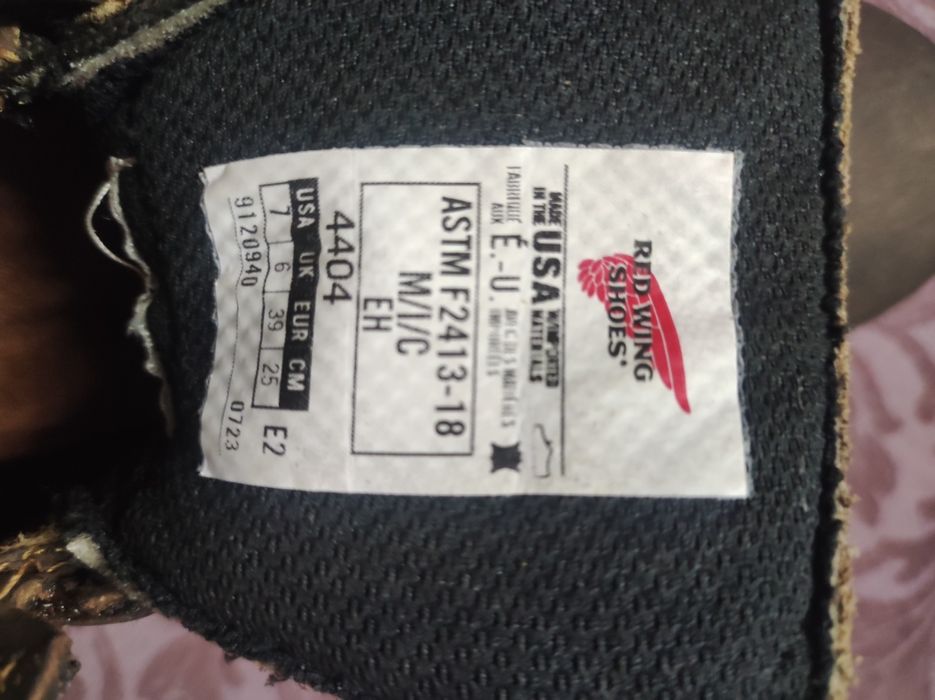 RED WING
SHOES®
MADE
IN THE USA W/IMPORTED
MATERIALS
FABRIQUÉ
AUX É.-U.
ASTM F2413-18
M/I/C
EH
4404
USA UK EUR CM
7 6 39 25 E2
9120940 0723